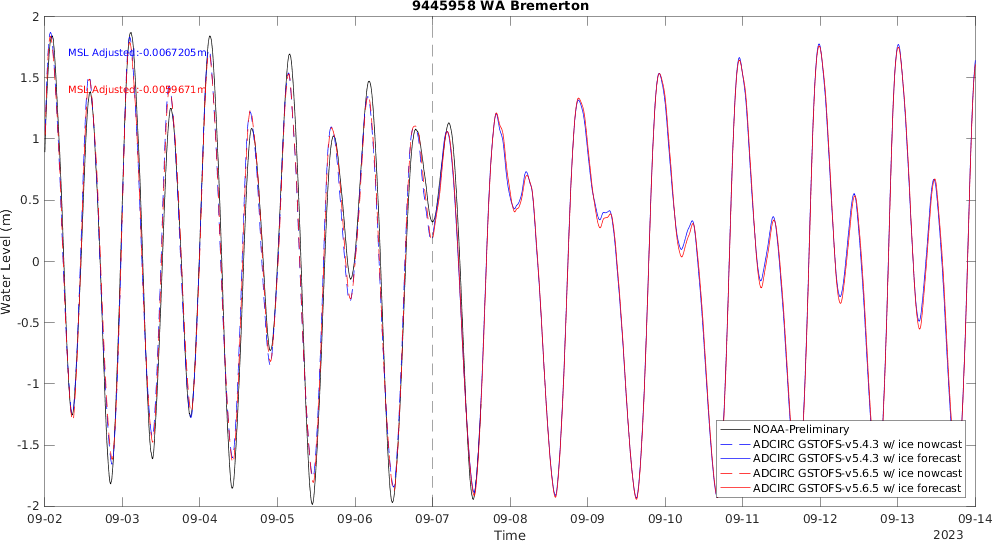 9445958 WA Bremerton
2
1.5
1
0.5
0
-0.5
-1
-1.5
-2
Water Level (m)
MSL Adjusted:-0.0067205m
MSL Adjusted:-0.0059671m
NOAA-Preliminary
ADCIRC GSTOFS-v5.4.3 w/ ice nowcast
ADCIRC GSTOFS-v5.4.3 w/ ice forecast
ADCIRC GSTOFS-v5.6.5 w/ ice nowcast
ADCIRC GSTOFS-v5.6.5 w/ ice forecast
09-02 09-03 09-04 09-05 09-06 09-07 09-08 09-09 09-10 09-11 09-12 09-13 09-14
Time
2023